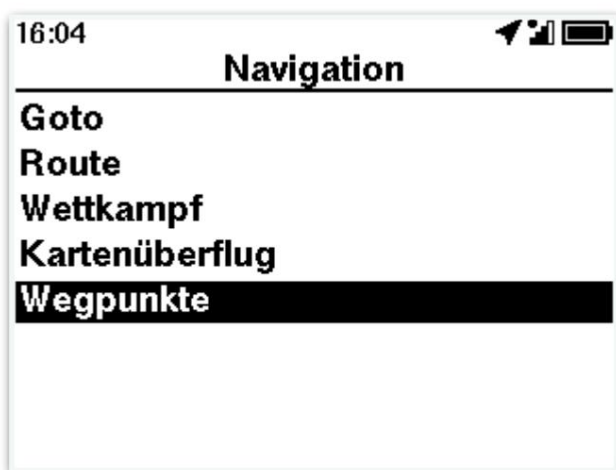 16:04
Navigation
Goto
Route
Wettkampf
Kartenüberflug
Wegpunkte